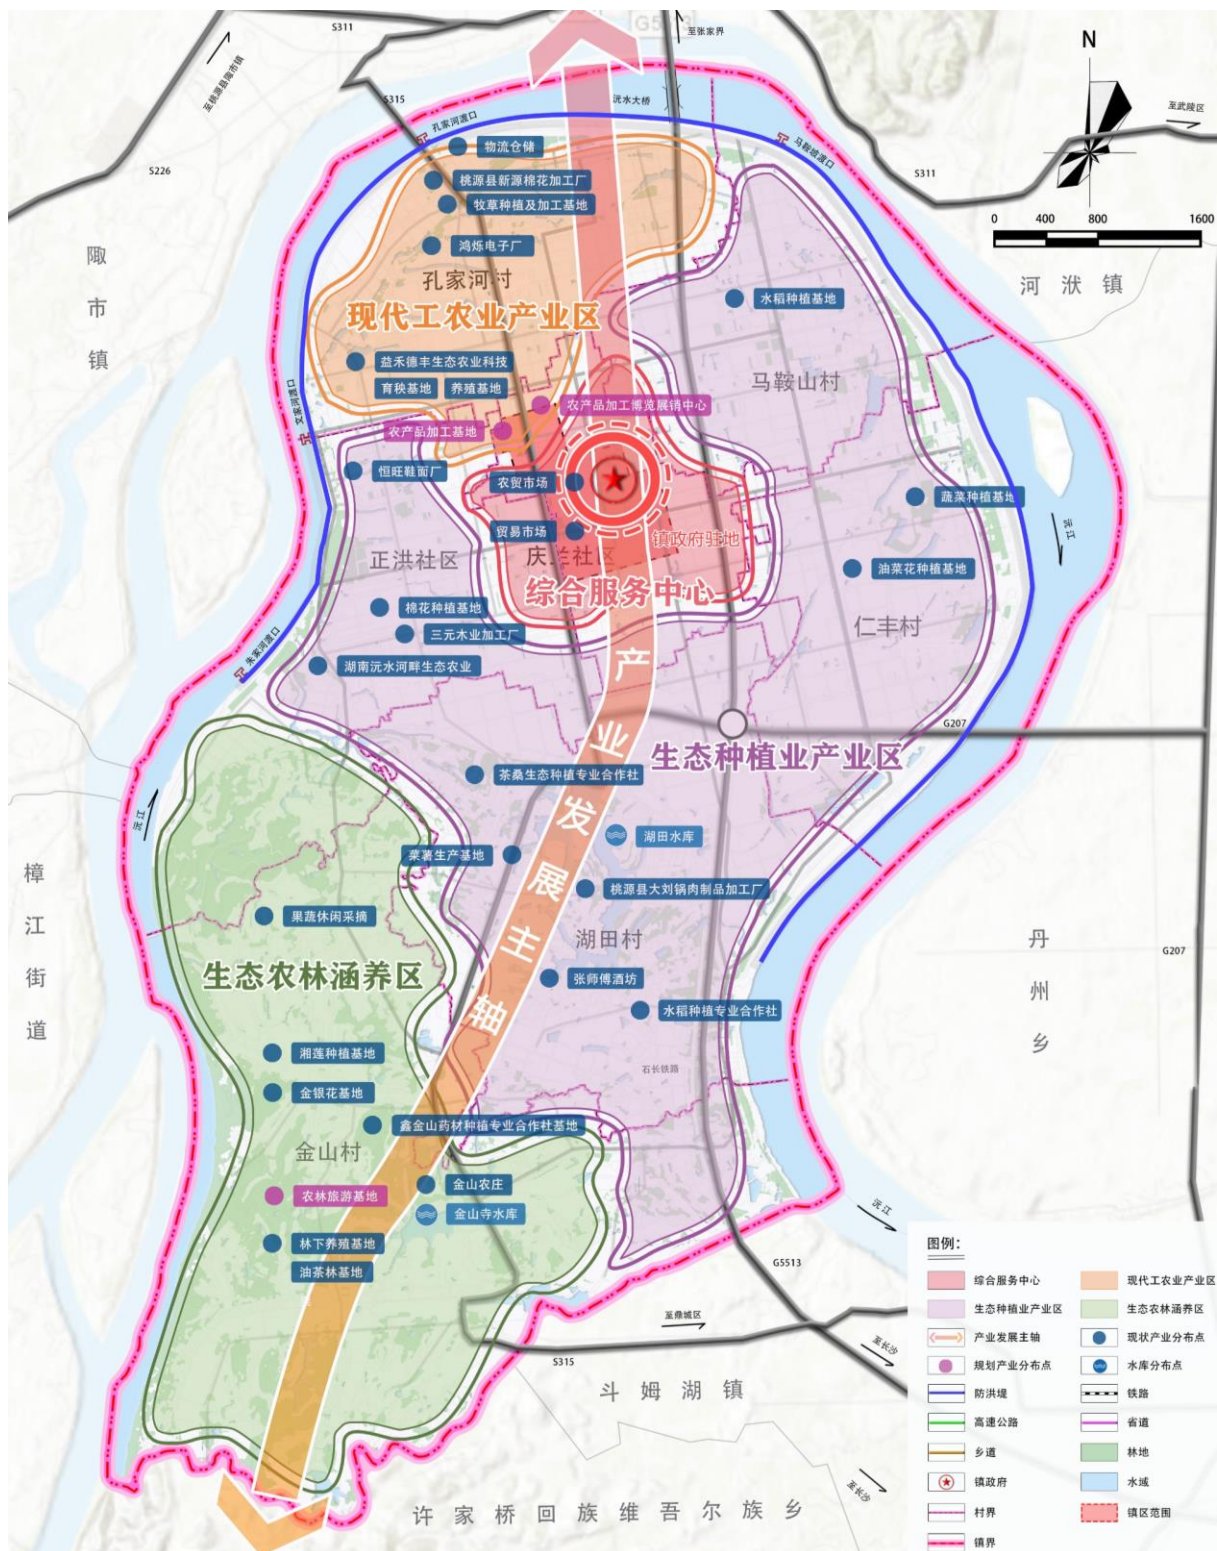 S311
G5513
至张家界
N
至桃源县陬市镇
S315
沅水大桥
至武陵区
孔家河渡口
马鞍坡渡口
物流仓储
S226
桃源县新源棉花加工厂
S311
牧草种植及加工基地
0 400 800 1600
鸿烁电子厂
陬市镇
孔家河村
河洑镇
水稻种植基地
现代工农业产业区
益禾德丰生态农业科技
马鞍山村
育秧基地 养殖基地
文家河渡口
农产品加工博览展销中心
农产品加工基地
恒旺鞋面厂
农贸市场
蔬菜种植基地
贸易市场
镇政府驻地
沅江
正洪社区
庆兰社区
油菜花种植基地
综合服务中心
棉花种植基地
仁丰村
三元木业加工厂
朱家河渡口
湖南沅水河畔生态农业
产业发展主轴
G207
生态种植业产业区
茶桑生态种植专业合作社
沅江
湖田水库
菜薯生产基地
樟江街道
桃源县大刘锅肉制品加工厂
果蔬休闲采摘
湖田村
丹州乡
G207
生态农林涵养区
张师傅酒坊
水稻种植专业合作社
湘莲种植基地
石长铁路
金银花基地
鑫金山药材种植专业合作社基地
金山村
农林旅游基地
金山农庄
金山寺水库
沅江
林下养殖基地
油茶林基地
G5513
至鼎城区
至长沙
S315
斗姆湖镇
至长沙
许家桥回族维吾尔族乡
图例：
综合服务中心 现代工农业产业区
生态种植业产业区 生态农林涵养区
产业发展主轴 现状产业分布点
规划产业分布点 水库分布点
防洪堤 铁路
高速公路 省道
乡道 林地
镇政府 水域
村界 镇区范围
镇界